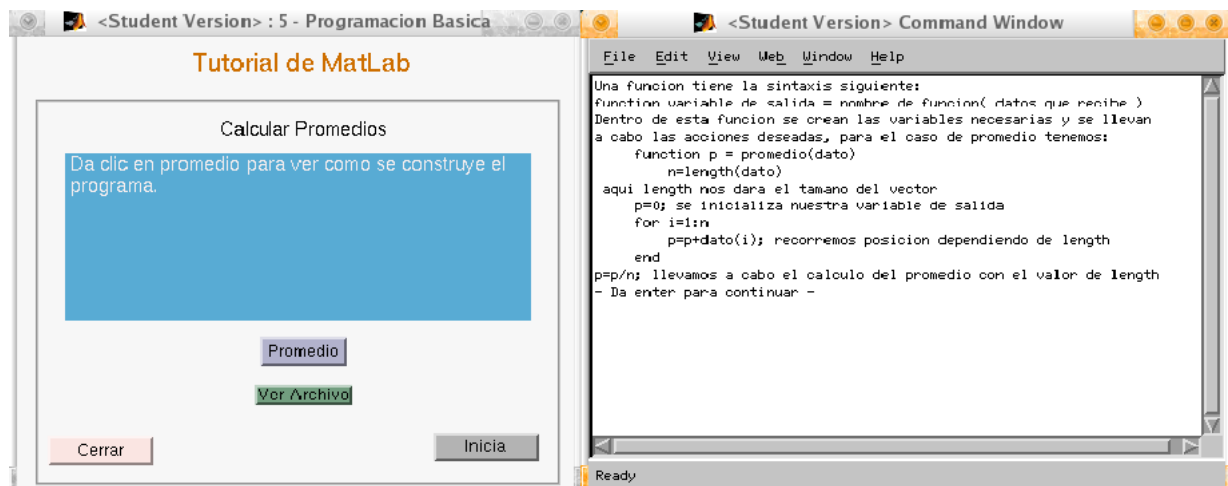 <Student Version> : 5 - Programacion Basica
Tutorial de MatLab
Calcular Promedios
Da clic en promedio para ver como se construye el
programa.
Promedio
Ver Archivo
Cerrar
Inicia
<Student Version> Command Window
File Edit View Web Window Help
Una funcion tiene la sintaxis siguiente:
function variable de salida = nombre de funcion( datos que recibe )
Dentro de esta funcion se crean las variables necesarias y se llevan
a cabo las acciones deseadas, para el caso de promedio tenemos:
function p = promedio(dato)
n=length(dato)
aqui length nos dara el tamano del vector
p=0; se inicializa nuestra variable de salida
for i=1:n
p=p+dato(i); recorremos posicion dependiendo de length
end
p=p/n; llevamos a cabo el calculo del promedio con el valor de length
- Da enter para continuar -
Ready